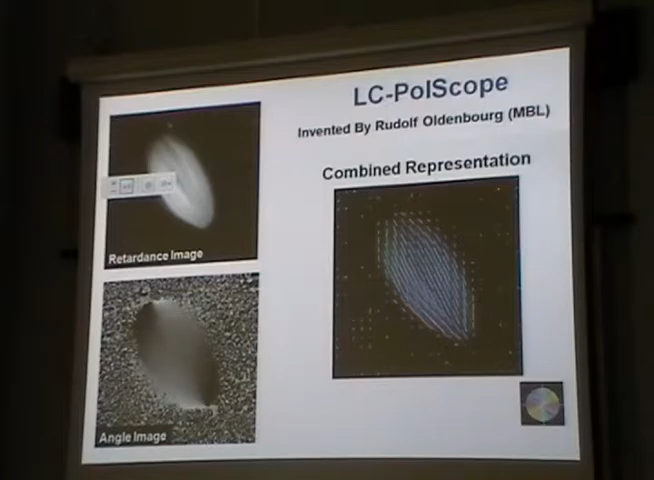 LC-PolScope
Invented By Rudolf Oldenbourg (MBL)
Combined Representation
Retardance Image
Angle Image